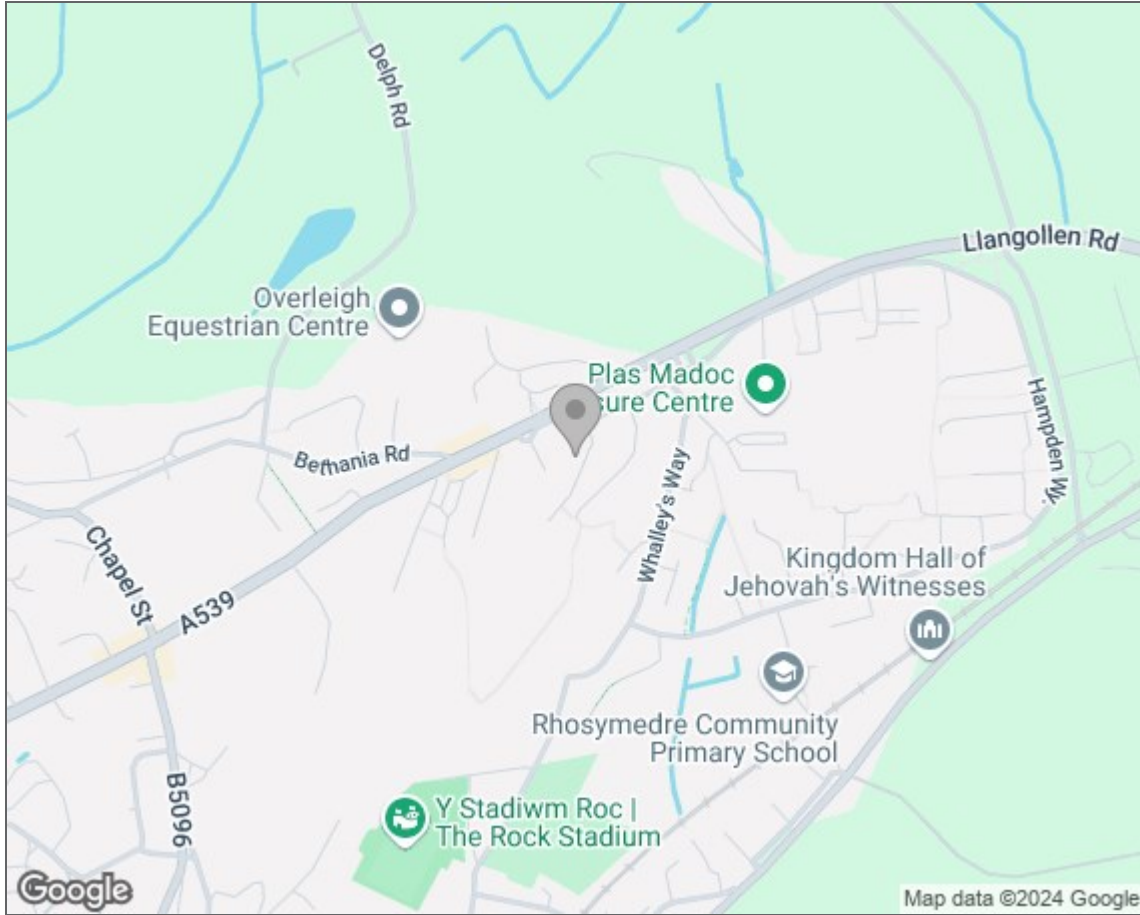 Delph Rd
Llangollen Rd
Overleigh
Equestrian Centre
Plas Madoc
sure Centre
Hampden Wy.
Bethania Rd
Whalley's Way
Chapel St
Kingdom Hall of
Jehovah's Witnesses
A539
Rhosymedre Community
Primary School
B5096
Y Stadiwm Roc |
The Rock Stadium
Google
Map data ©2024 Google